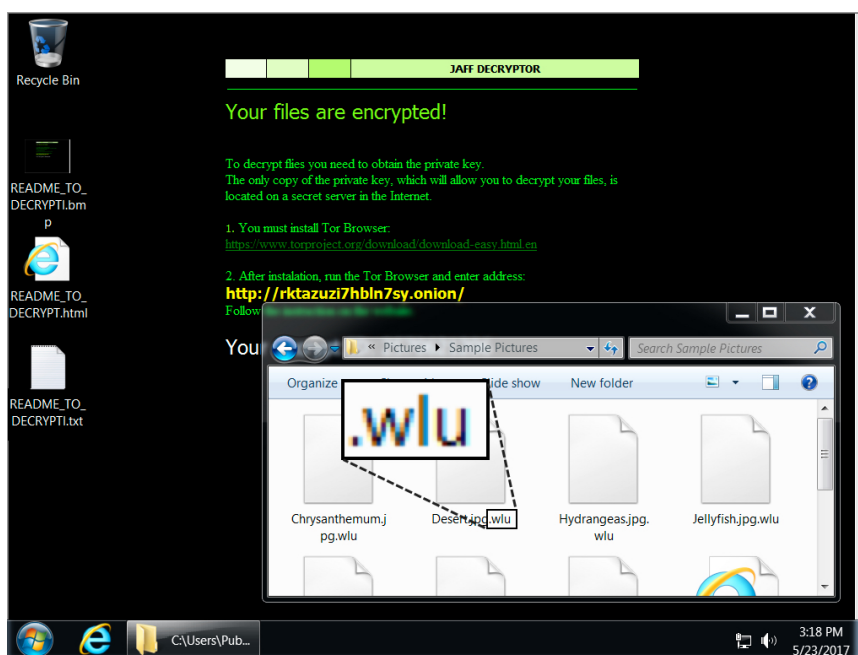 Recycle Bin
README_TO_
DECRYPTI.bm
p
README_TO_
DECRYPT.html
README_TO_
DECRYPTI.txt
JAFF DECRYPTOR
Your files are encrypted!
To decrypt flies you need to obtain the private key.
The only copy of the private key, which will allow you to decrypt your files, is
located on a secret server in the Internet.
1. You must install Tor Browser:
https://www.torproject.org/download/download-easy.html.en
2. After instalation, run the Tor Browser and enter address:
http://rktazuzi7hbln7sy.onion/
Follow
You
« Pictures Sample Pictures
Search Sample Pictures
Organize
Slide show
New folder
.wlu
Chrysanthemum.j
pg.wlu
Desert.jpg.wlu
Hydrangeas.jpg.
wlu
Jellyfish.jpg.wlu
C:\Users\Pub...
3:18 PM
5/23/2017